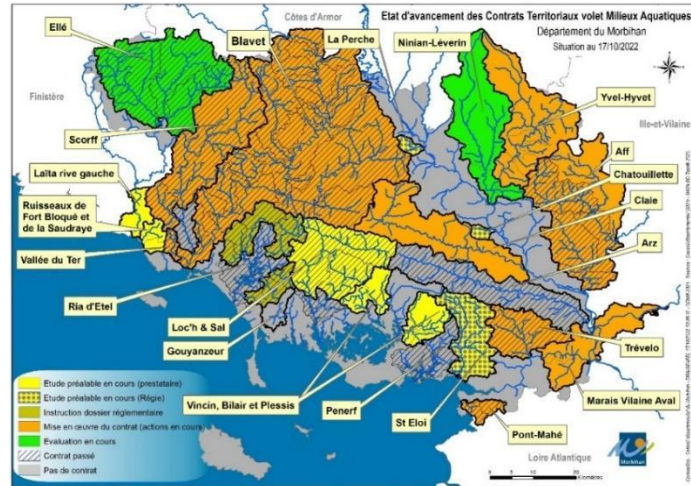 Etat d'avancement des Contrats Territoriaux volet Milieux Aquatiques
Département du Morbihan
Situation au 17/10/2022
Côtes d'Armor
Finistère
Ille-et-Vilaine
Loire Atlantique
Ellé
Blavet
La Perche
Ninian-Léverin
Yvel-Hyvet
Scorff
Aff
Laïta rive gauche
Chatouillette
Ruisseaux de
Fort Bloqué et
de la Saudraye
Claie
Arz
Vallée du Ter
Ria d'Etel
Loc'h & Sal
Gouyanzeur
Trévelo
Vincin, Bilair et Plessis
Penerf
St Eloi
Marais Vilaine Aval
Pont-Mahé
Etude préalable en cours (prestataire)
Etude préalable en cours (Régie)
Instruction dossier réglementaire
Mise en œuvre du contrat (actions en cours)
Evaluation en cours
Contrat passé
Pas de contrat
Morbihan
Kilomètres